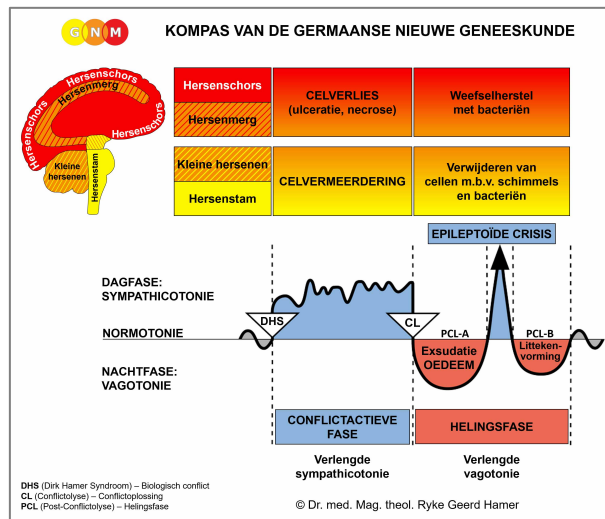 G N M
KOMPAS VAN DE GERMAANSE NIEUWE GENEESKUNDE
Hersenschors
Hersenmerg
Hersenschors
Hersenschors
Kleine
hersenen
Hersenstam
Hersenschors
Hersenmerg
CELVERLIES
(ulceratie, necrose)
Weefselherstel
met bacteriën
Kleine hersenen
Hersenstam
CELVERMEERDERING
Verwijderen van
cellen m.b.v. schimmels
en bacteriën
EPILEPTOÏDE CRISIS
DAGFASE:
SYMPATHICOTONIE
DHS
CL
NORMOTONIE
PCL-A
PCL-B
Exsudatie
OEDEEM
Litteken-
vorming
NACHTFASE:
VAGOTONIE
CONFLICTACTIEVE
FASE
HELINGSFASE
Verlengde
sympathicotonie
Verlengde
vagotonie
DHS (Dirk Hamer Syndroom) – Biologisch conflict
CL (Conflictolyse) – Conflictoplossing
PCL (Post-Conflictolyse) – Helingsfase
© Dr. med. Mag. theol. Ryke Geerd Hamer